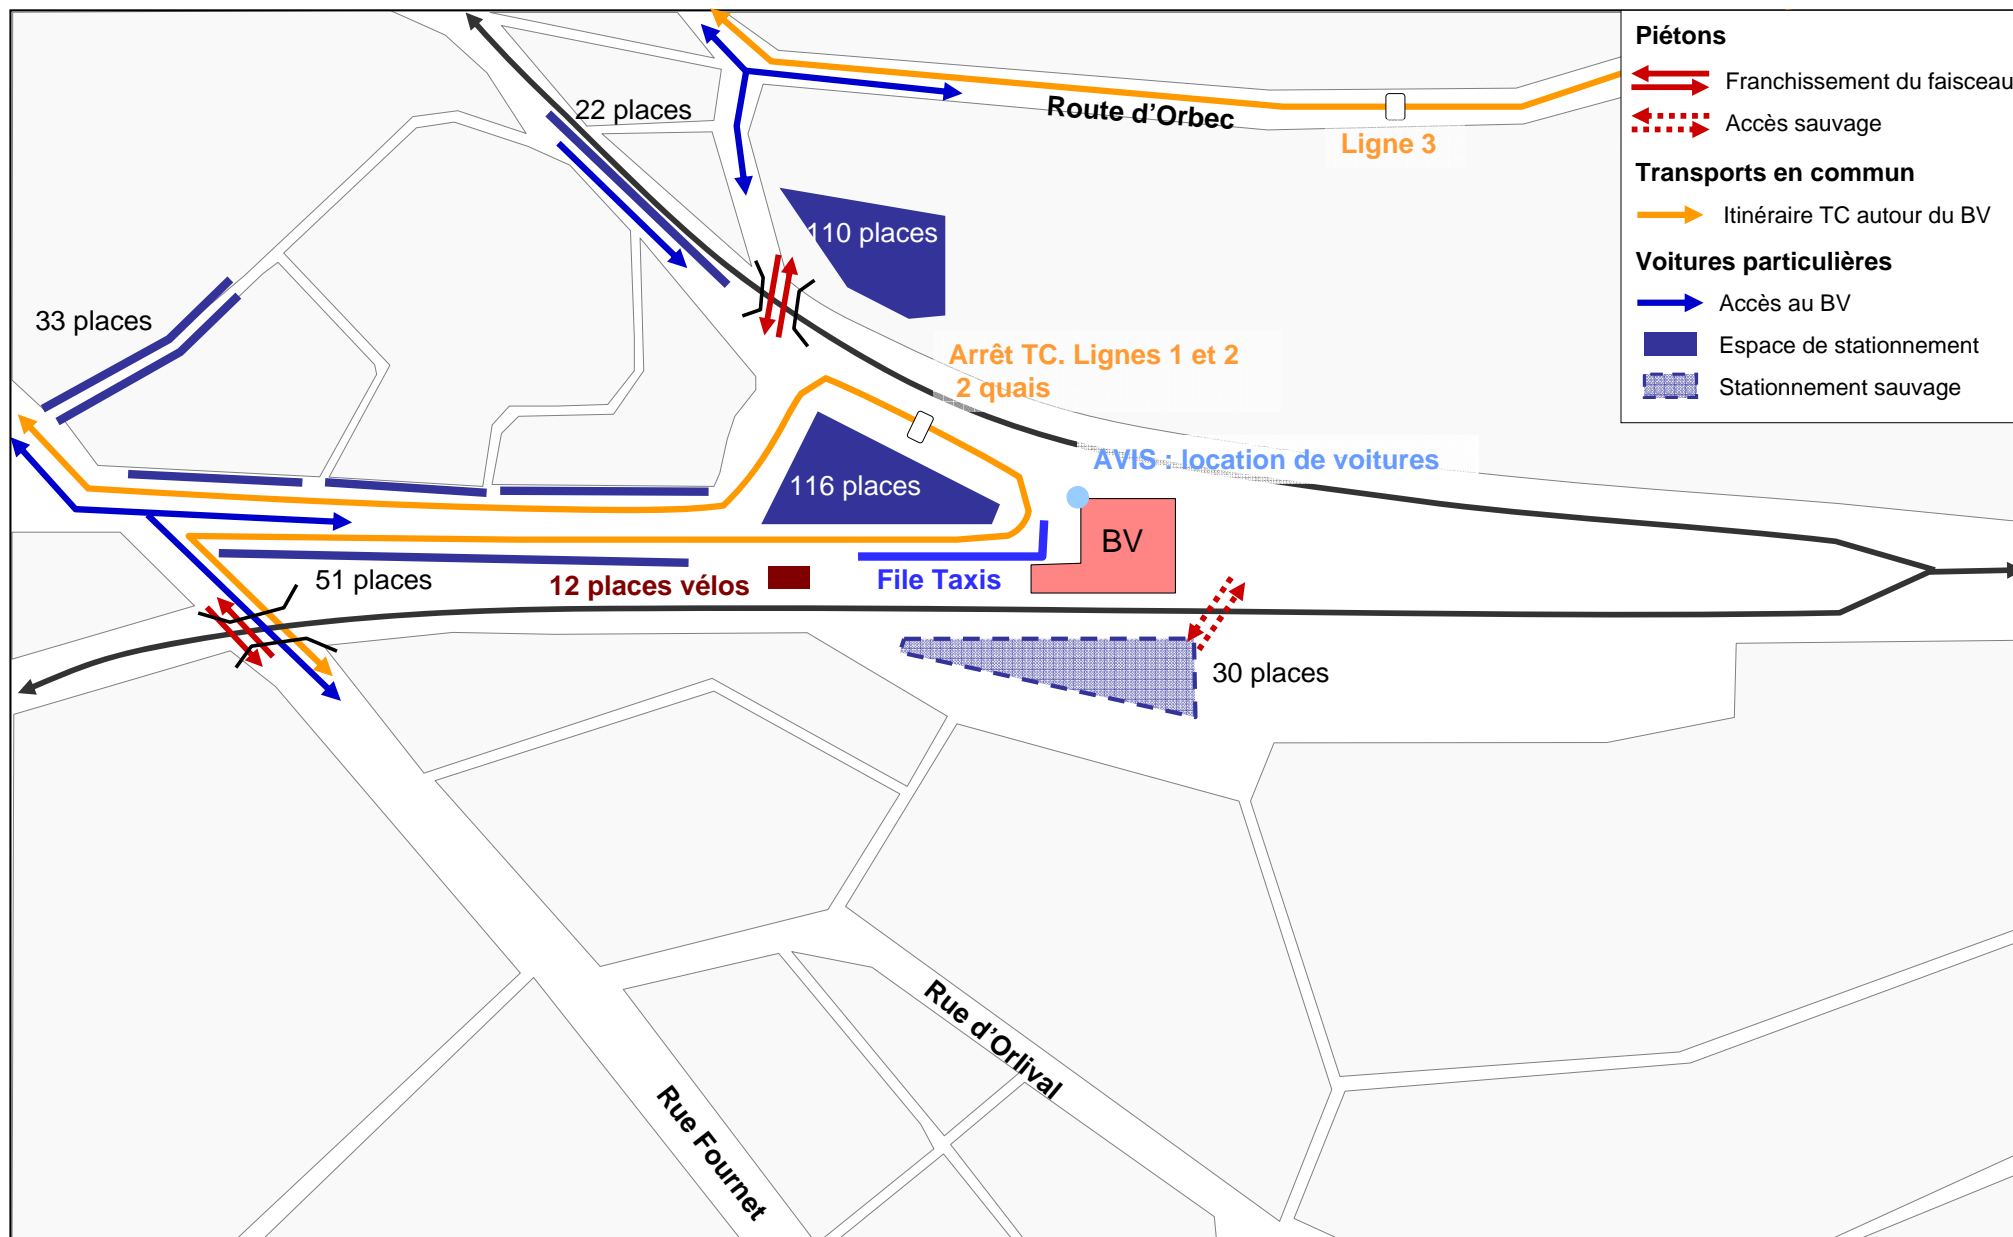 Piétons
Franchissement du faisceau
Accès sauvage
Transports en commun
Itinéraire TC autour du BV
Voitures particulières
Accès au BV
Espace de stationnement
Stationnement sauvage
22 places
Route d'Orbec
Ligne 3
110 places
33 places
Arrêt TC. Lignes 1 et 2
2 quais
AVIS : location de voitures
116 places
BV
51 places
12 places vélos
File Taxis
30 places
Rue d'Orlival
Rue Fournet